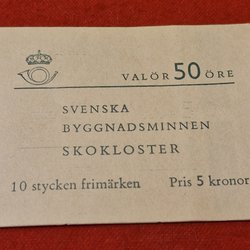 VALÖR 50 ÖRE
SVENSKA
BYGGNADSMINNEN
SKOKLOSTER
10 stycken frimärken Pris 5 kronor